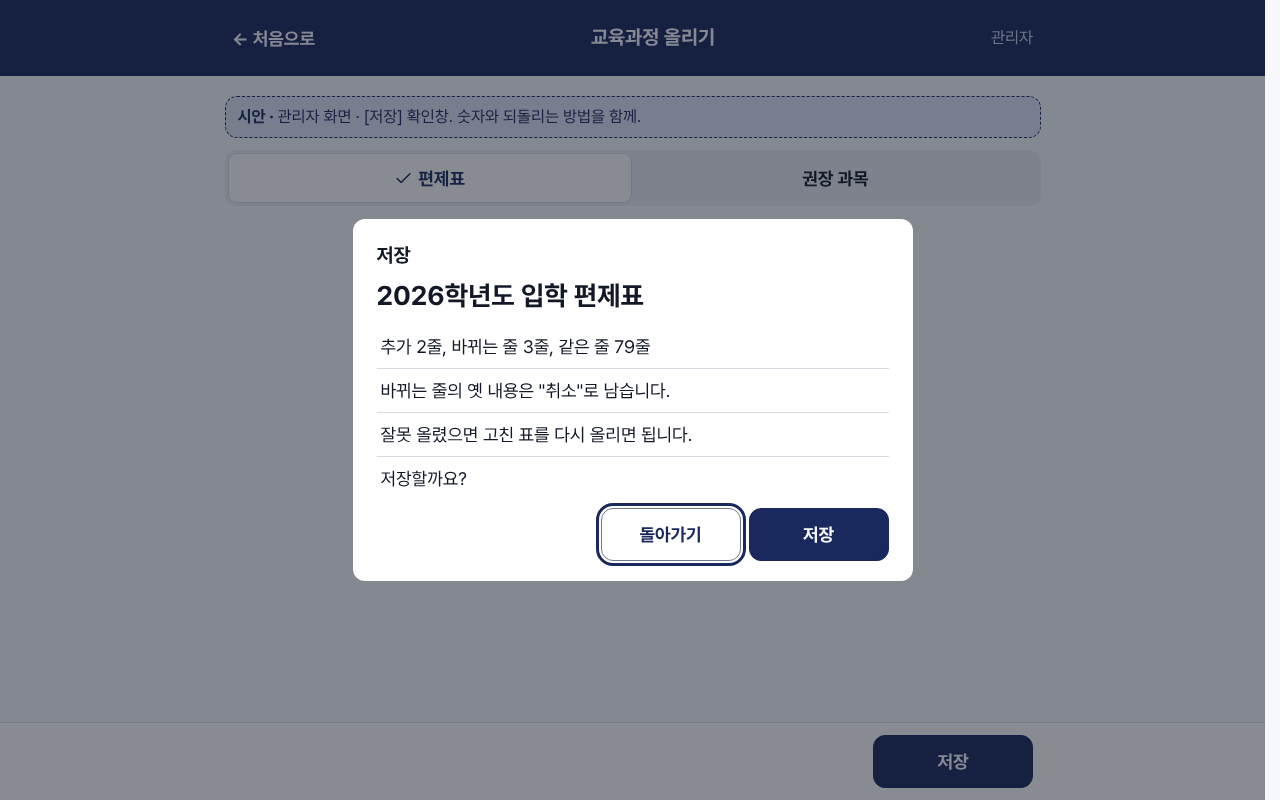 ← 처음으로
교육과정 올리기
관리자
시안 · 관리자 화면 · [저장] 확인창. 숫자와 되돌리는 방법을 함께.
✓ 편제표
권장 과목
저장
2026학년도 입학 편제표
추가 2줄, 바뀌는 줄 3줄, 같은 줄 79줄
바뀌는 줄의 옛 내용은 "취소"로 남습니다.
잘못 올렸으면 고친 표를 다시 올리면 됩니다.
저장할까요?
돌아가기
저장
저장